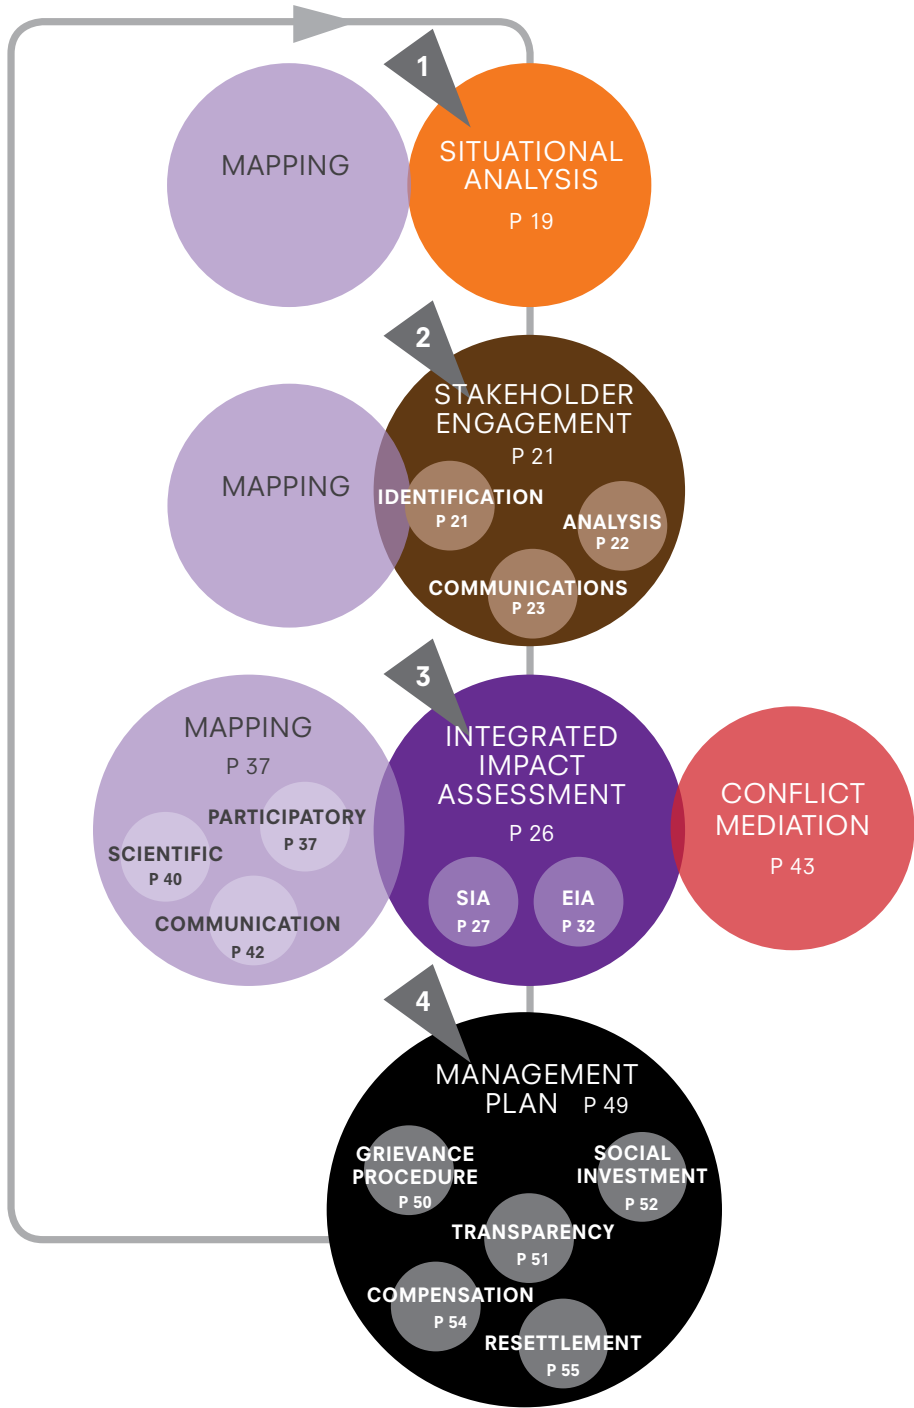 1
MAPPING
SITUATIONAL
ANALYSIS
P 19
2
STAKEHOLDER
ENGAGEMENT
P 21
MAPPING
IDENTIFICATION
P 21
ANALYSIS
P 22
COMMUNICATIONS
P 23
3
MAPPING
P 37
PARTICIPATORY
P 37
SCIENTIFIC
P 40
COMMUNICATION
P 42
INTEGRATED
IMPACT
ASSESSMENT
P 26
SIA
P 27
EIA
P 32
CONFLICT
MEDIATION
P 43
4
MANAGEMENT
PLAN P 49
GRIEVANCE
PROCEDURE
P 50
SOCIAL
INVESTMENT
P 52
TRANSPARENCY
P 51
COMPENSATION
P 54
RESETTLEMENT
P 55